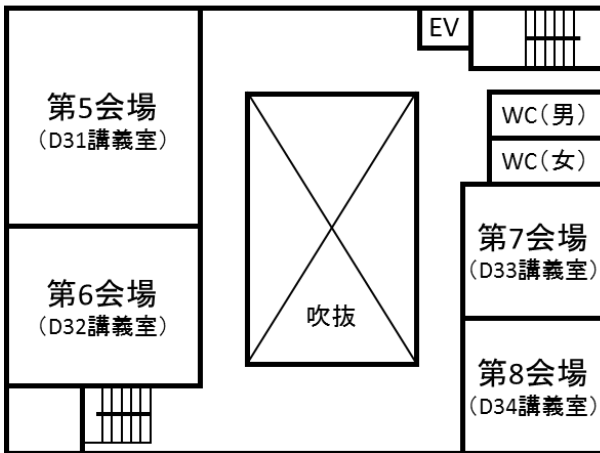 EV
第5会場
（D31講義室）
WC（男）
WC（女）
第7会場
（D33講義室）
第6会場
（D32講義室）
吹抜
第8会場
（D34講義室）